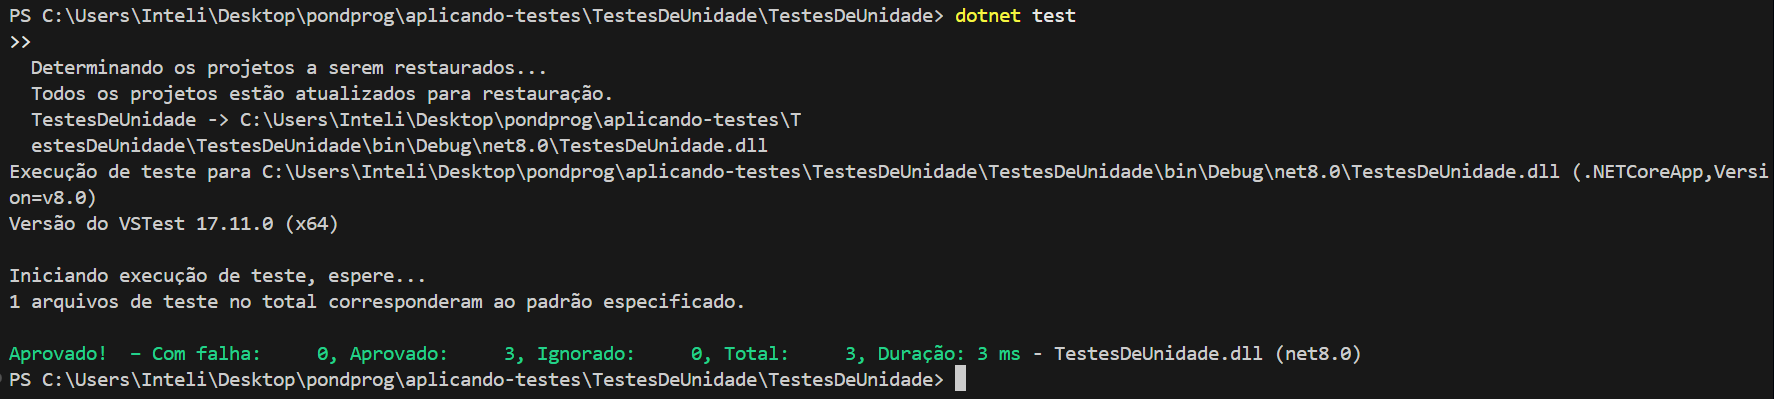 PS C:\Users\Inteli\Desktop\pondprog\aplicando-testes\TestesDeUnidade\TestesDeUnidade> dotnet test
>>
  Determinando os projetos a serem restaurados...
  Todos os projetos estão atualizados para restauração.
  TestesDeUnidade -> C:\Users\Inteli\Desktop\pondprog\aplicando-testes\T
  estesDeUnidade\TestesDeUnidade\bin\Debug\net8.0\TestesDeUnidade.dll
Execução de teste para C:\Users\Inteli\Desktop\pondprog\aplicando-testes\TestesDeUnidade\TestesDeUnidade\bin\Debug\net8.0\TestesDeUnidade.dll (.NETCoreApp,Versi
on=v8.0)
Versão do VSTest 17.11.0 (x64)

Iniciando execução de teste, espere...
1 arquivos de teste no total corresponderam ao padrão especificado.

Aprovado!  – Com falha:     0, Aprovado:     3, Ignorado:     0, Total:     3, Duração: 3 ms - TestesDeUnidade.dll (net8.0)
PS C:\Users\Inteli\Desktop\pondprog\aplicando-testes\TestesDeUnidade\TestesDeUnidade>